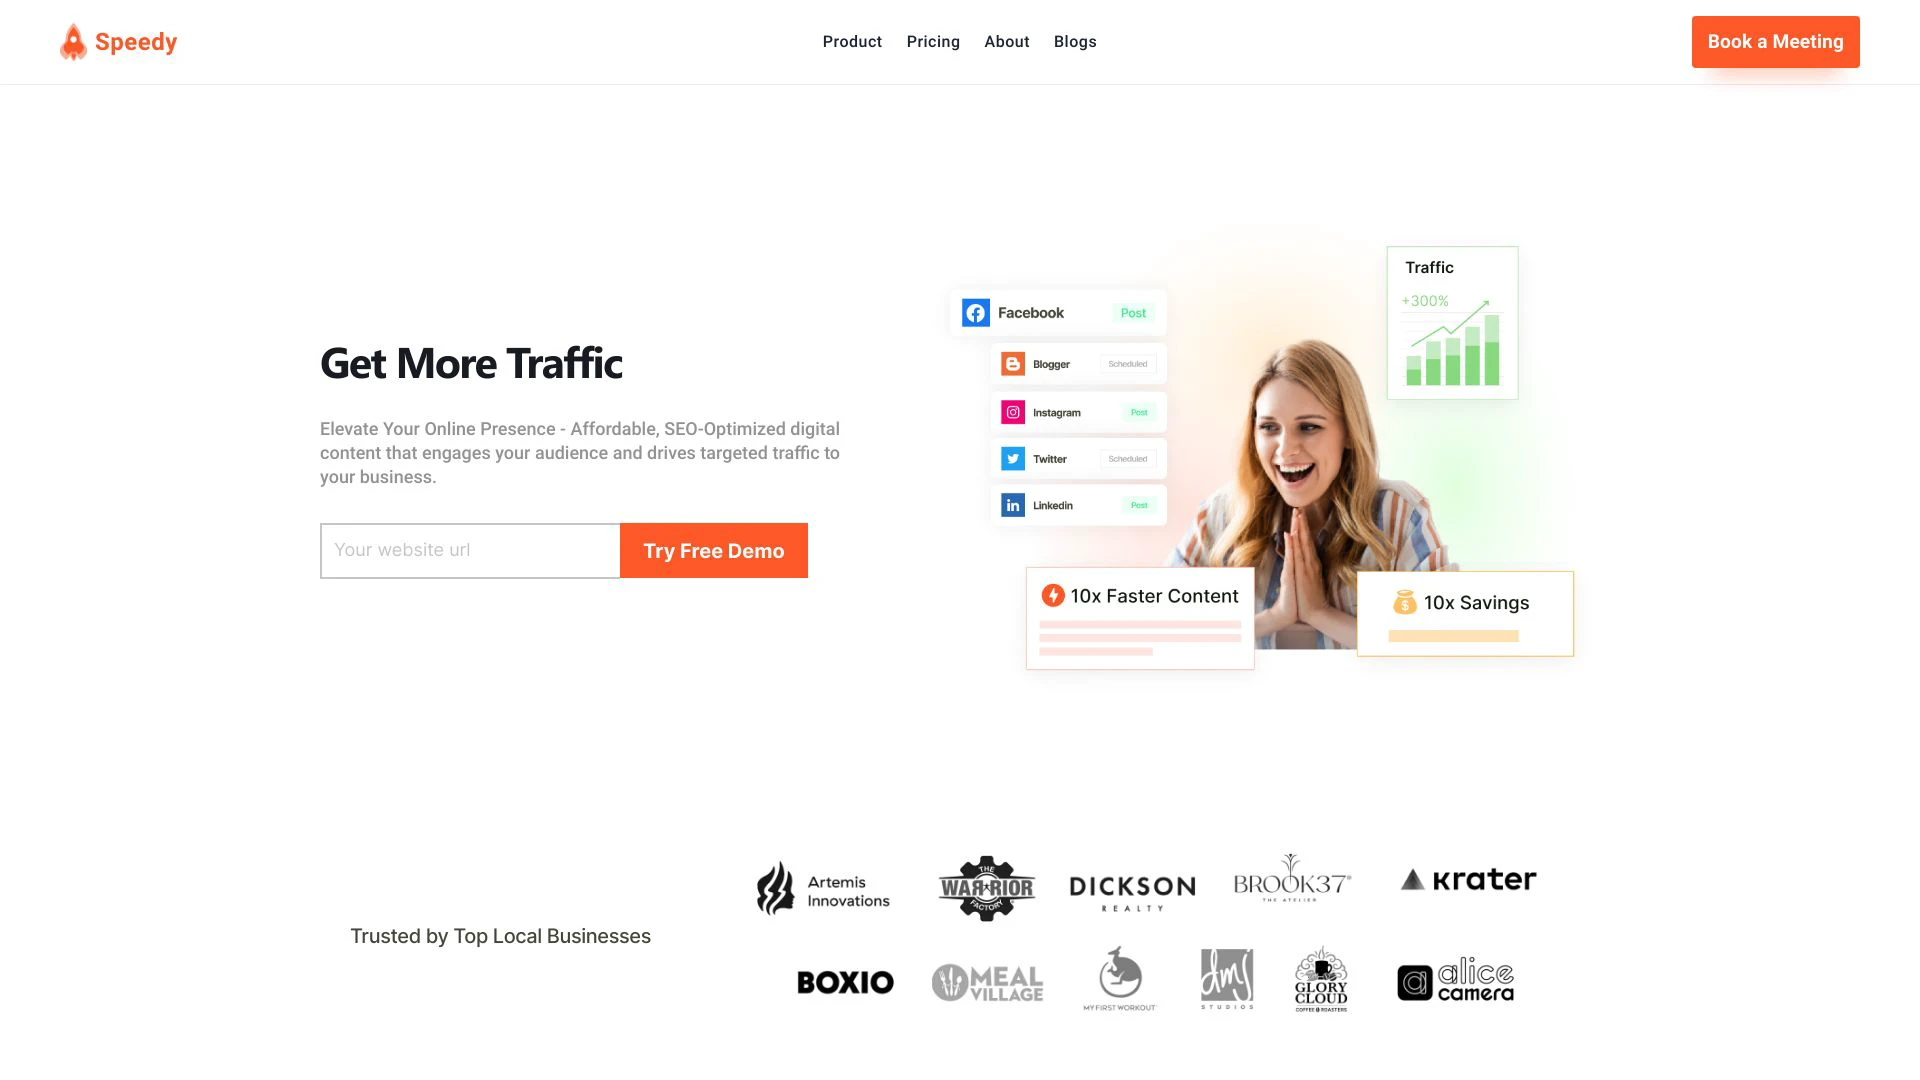 Speedy
Product
Pricing
About
Blogs
Book a Meeting
Get More Traffic
Elevate Your Online Presence - Affordable, SEO-Optimized digital
content that engages your audience and drives targeted traffic to
your business.
Your website url
Try Free Demo
Facebook
Post
Blogger
Scheduled
Instagram
Post
Twitter
Scheduled
Linkedin
Post
Traffic
+300%
10x Faster Content
10x Savings
Trusted by Top Local Businesses
Artemis
Innovations
THE
WARRIOR
FACTORY
DICKSON
REALTY
BROOK37®
THE ATELIER
krater
BOXIO
MEAL
VILLAGE
MYFIRSTWORKOUT
dms
STUDIOS
GLORY
CLOUD
COFFEE ROASTERS
alice
camera